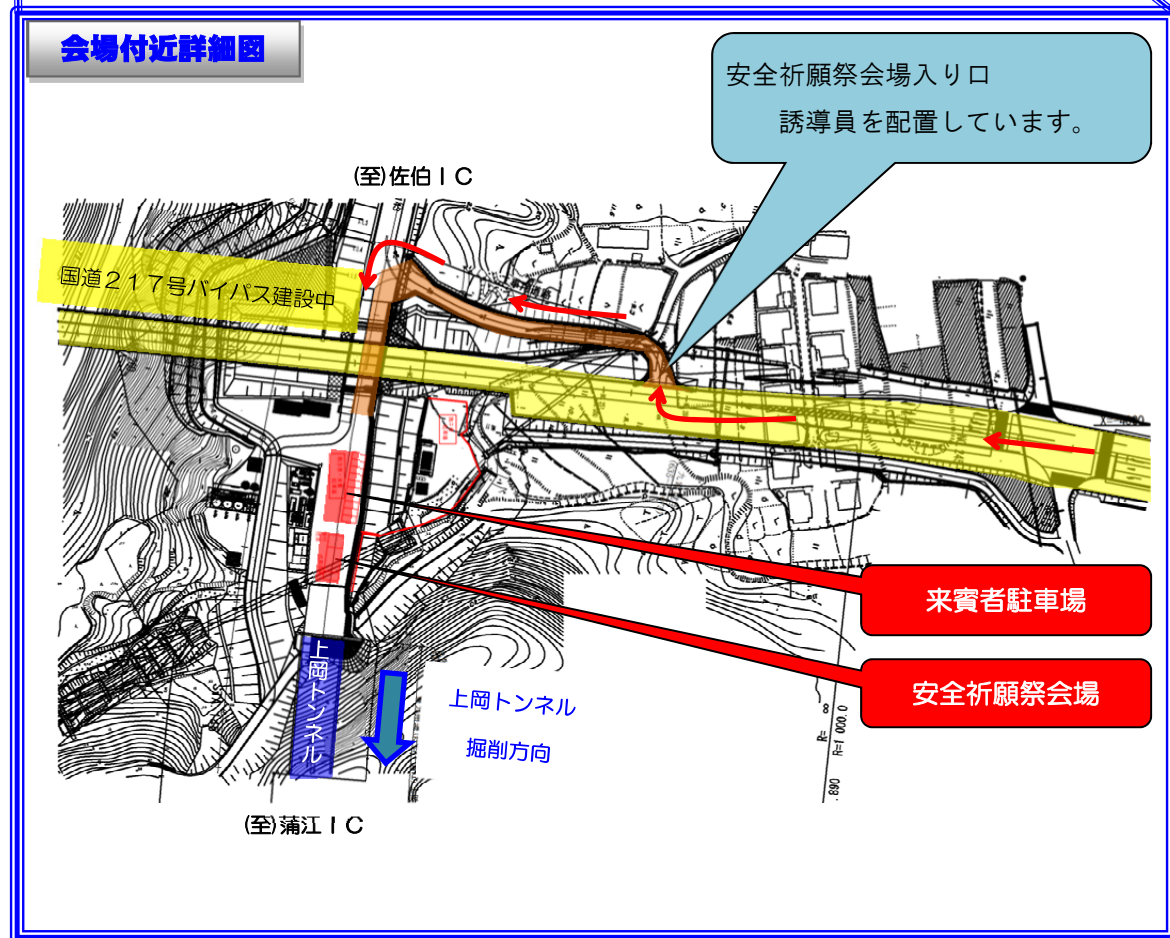 会場付近詳細図
安全祈願祭会場入り口
誘導員を配置しています。
(至)佐伯IC
国道217号バイパス建設中
来賓者駐車場
安全祈願祭会場
上岡トンネル
上岡トンネル
掘削方向
(至)蒲江IC
R= ∞
R=1 000.0
.890